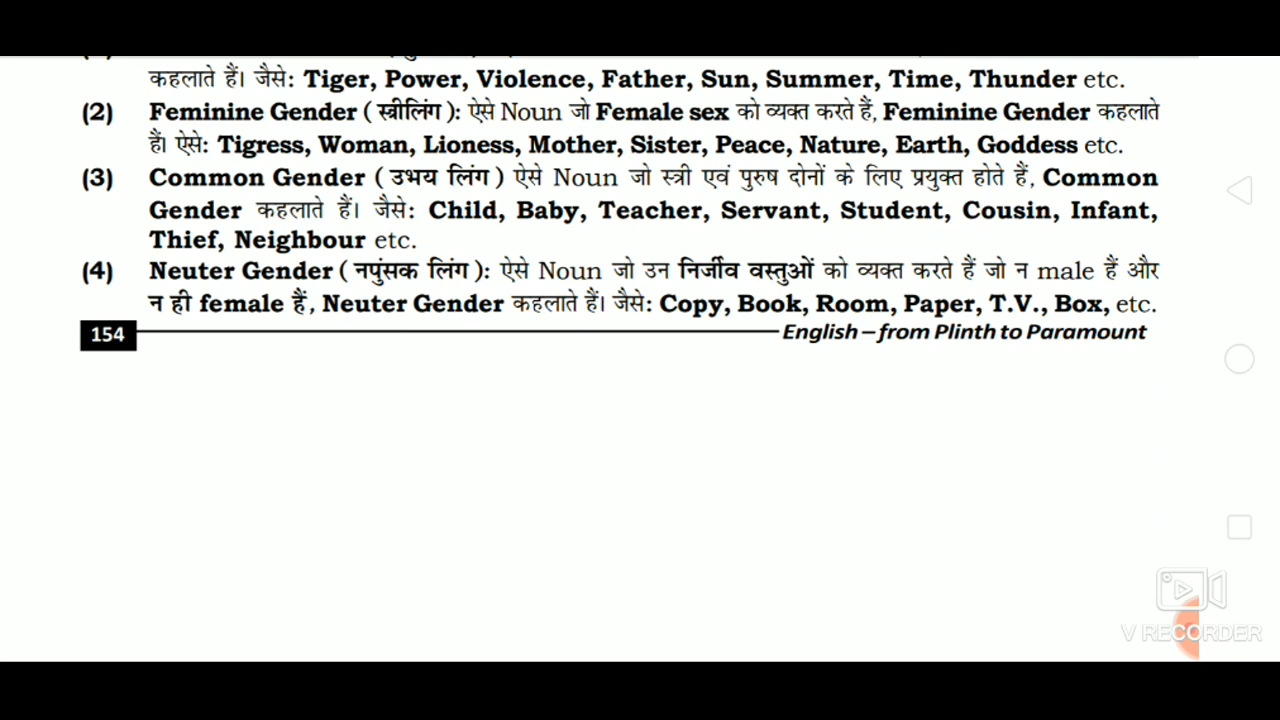 कहलाते हैं। जैसे: Tiger, Power, Violence, Father, Sun, Summer, Time, Thunder etc.
(2) Feminine Gender ( स्त्रीलिंग ): ऐसे Noun जो Female sex को व्यक्त करते हैं, Feminine Gender कहलाते
हैं। ऐसे: Tigress, Woman, Lioness, Mother, Sister, Peace, Nature, Earth, Goddess etc.
(3) Common Gender ( उभय लिंग ) ऐसे Noun जो स्त्री एवं पुरुष दोनों के लिए प्रयुक्त होते हैं, Common
Gender कहलाते हैं। जैसे: Child, Baby, Teacher, Servant, Student, Cousin, Infant,
Thief, Neighbour etc.
(4) Neuter Gender ( नपुंसक लिंग ): ऐसे Noun जो उन निर्जीव वस्तुओं को व्यक्त करते हैं जो न male हैं और
न ही female हैं, Neuter Gender कहलाते हैं। जैसे: Copy, Book, Room, Paper, T.V., Box, etc.
154 English – from Plinth to Paramount
V RECORDER